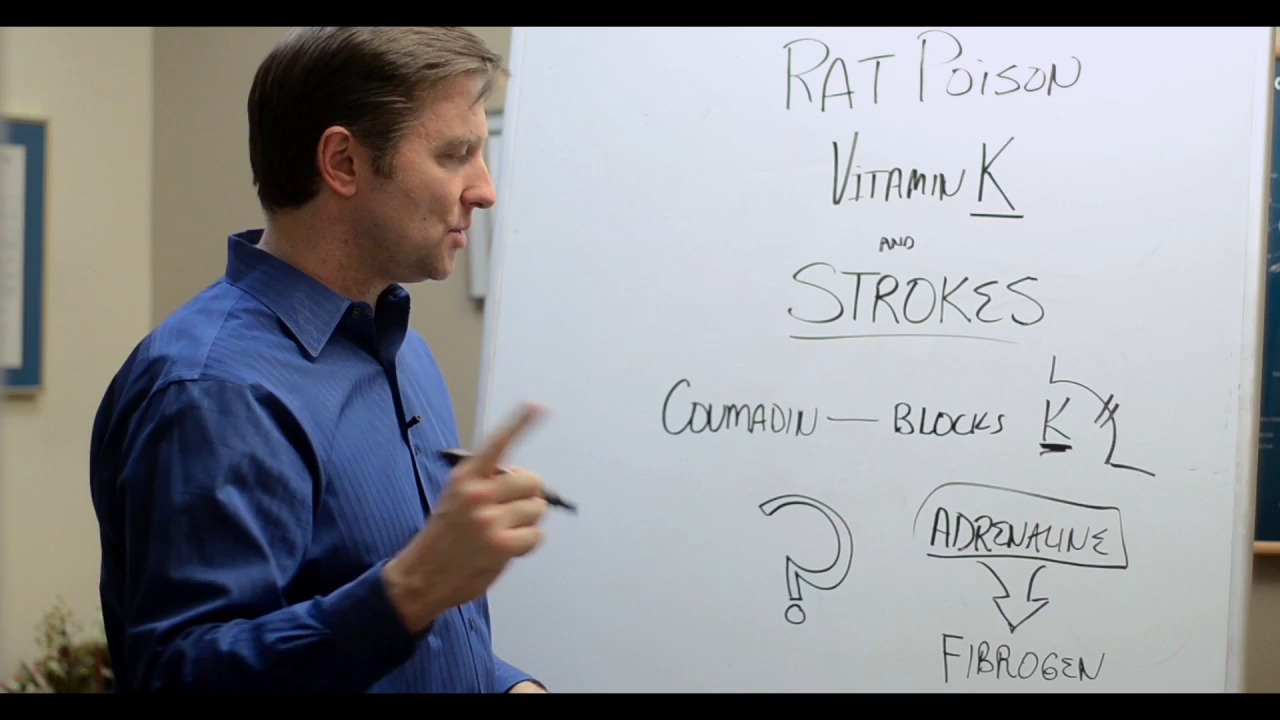 RAT POISON
VITAMIN K
AND
STROKES
COUMADIN — BLOCKS K
?
ADRENALINE
FIBROGEN